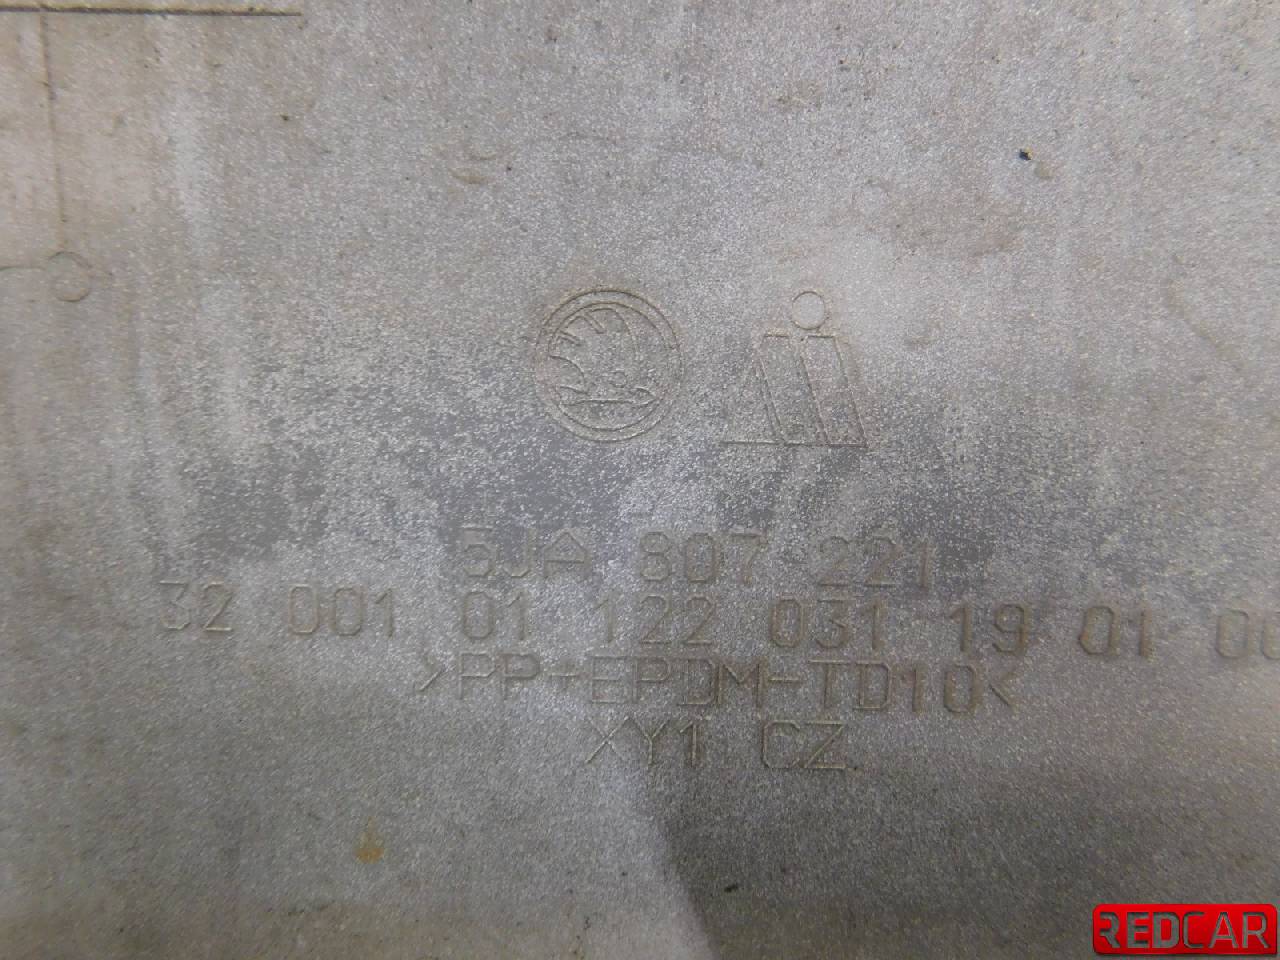 5JA 807 221
32 001 01 122 031 19 01 00
>PP+EPDM-TD10<
XY1 CZ
REDCAR